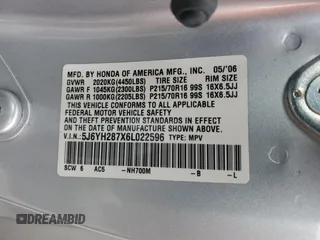 MFD. BY HONDA OF AMERICA MFG., INC. 05/'06
GVWR 2020KG(4450LBS) TIRE SIZE RIM SIZE
GAWR F 1045KG(2300LBS) P215/70R16 99S 16X6.5JJ
GAWR R 1000KG(2205LBS) P215/70R16 99S 16X6.5JJ
THIS VEHICLE CONFORMS TO ALL APPLICABLE
FEDERAL MOTOR VEHICLE SAFETY AND
THEFT PREVENTION STANDARDS IN EFFECT ON
THE DATE OF MANUFACTURE SHOWN ABOVE.
V.I.N.: 5J6YH287X6L022596 TYPE: MPV
SCW 6 AC5 -NH700M -B -L
DriveDiscount.com